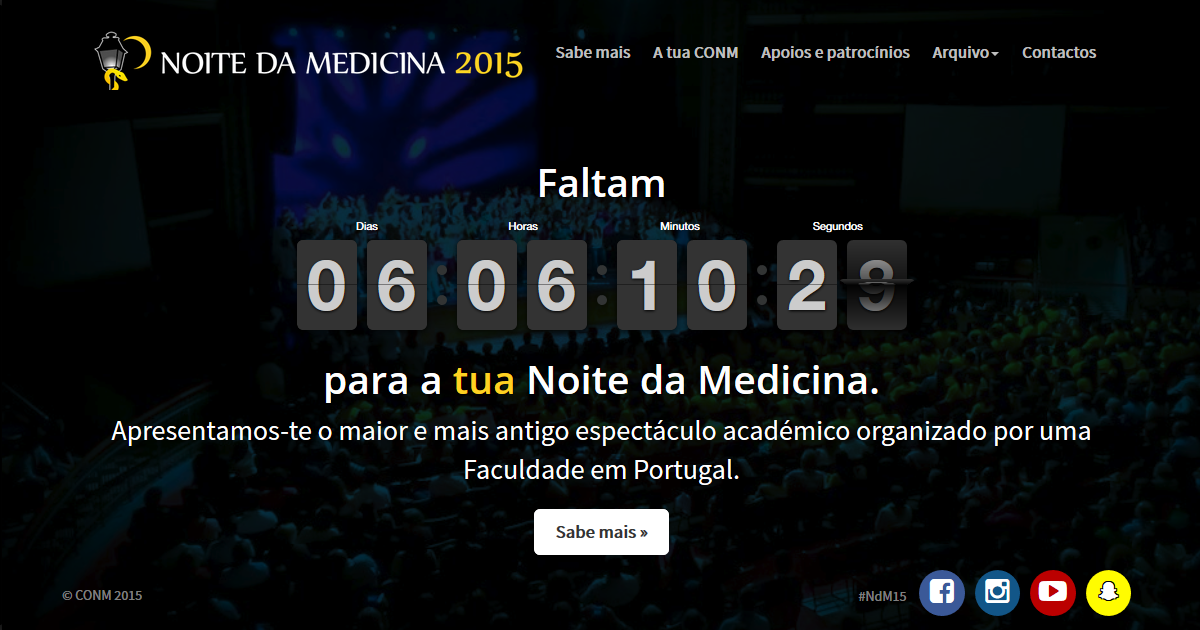 NOITE DA MEDICINA 2015
Sabe mais A tua CONM Apoios e patrocínios Arquivo Contactos
Faltam
Dias Horas Minutos Segundos
06:06:10:2
para a tua Noite da Medicina.
Apresentamos-te o maior e mais antigo espectáculo académico organizado por uma
Faculdade em Portugal.
Sabe mais »
© CONM 2015 #NdM15